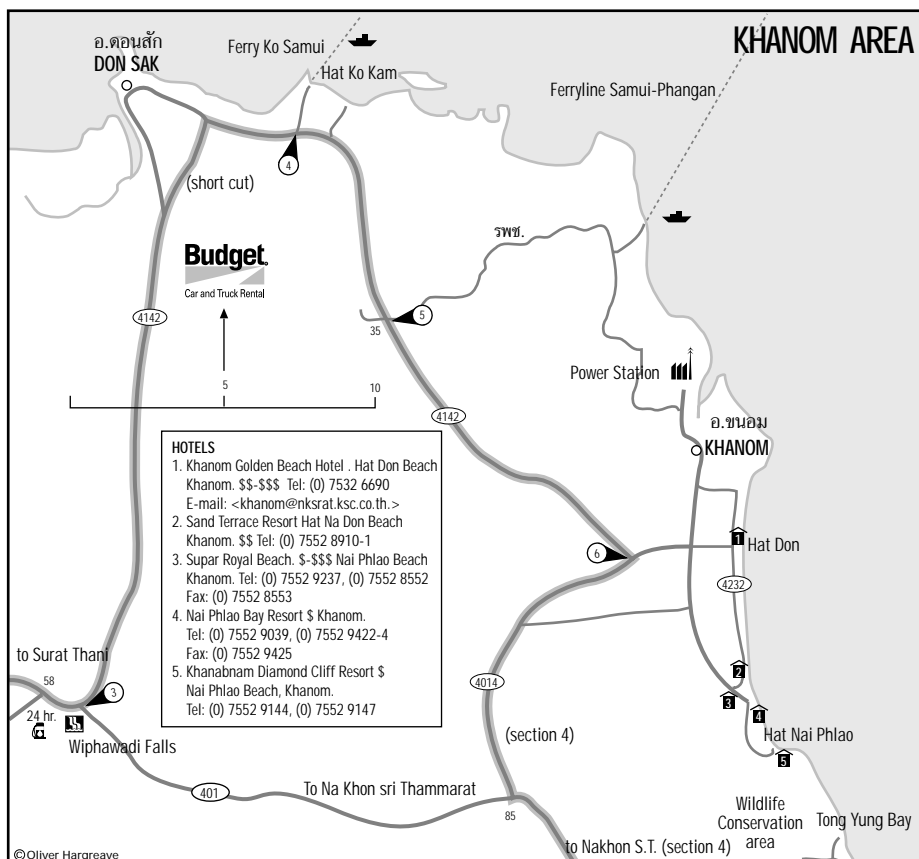 KHANOM AREA
อ.ดอนสัก
DON SAK
Ferry Ko Samui
Hat Ko Kam
Ferryline Samui-Phangan
4
(short cut)
รพช.
Budget
Car and Truck Rental
4142
35
5
5
10
Power Station
4142
อ.ขนอม
KHANOM
HOTELS
1. Khanom Golden Beach Hotel . Hat Don Beach
Khanom. $$-$$$ Tel: (0) 7532 6690
E-mail: <khanom@nksrat.ksc.co.th.>
2. Sand Terrace Resort Hat Na Don Beach
Khanom. $$ Tel: (0) 7552 8910-1
3. Supar Royal Beach. $-$$$ Nai Phlao Beach
Khanom. Tel: (0) 7552 9237, (0) 7552 8552
Fax: (0) 7552 8553
4. Nai Phlao Bay Resort $ Khanom.
Tel: (0) 7552 9039, (0) 7552 9422-4
Fax: (0) 7552 9425
5. Khanabnam Diamond Cliff Resort $
Nai Phlao Beach, Khanom.
Tel: (0) 7552 9144, (0) 7552 9147
6
1
Hat Don
4232
to Surat Thani
58
3
24 hr.
Wiphawadi Falls
4014
2
3
4
Hat Nai Phlao
5
(section 4)
401
To Na Khon sri Thammarat
85
Wildlife
Conservation
area
Tong Yung Bay
to Nakhon S.T. (section 4)
©Oliver Hargreave